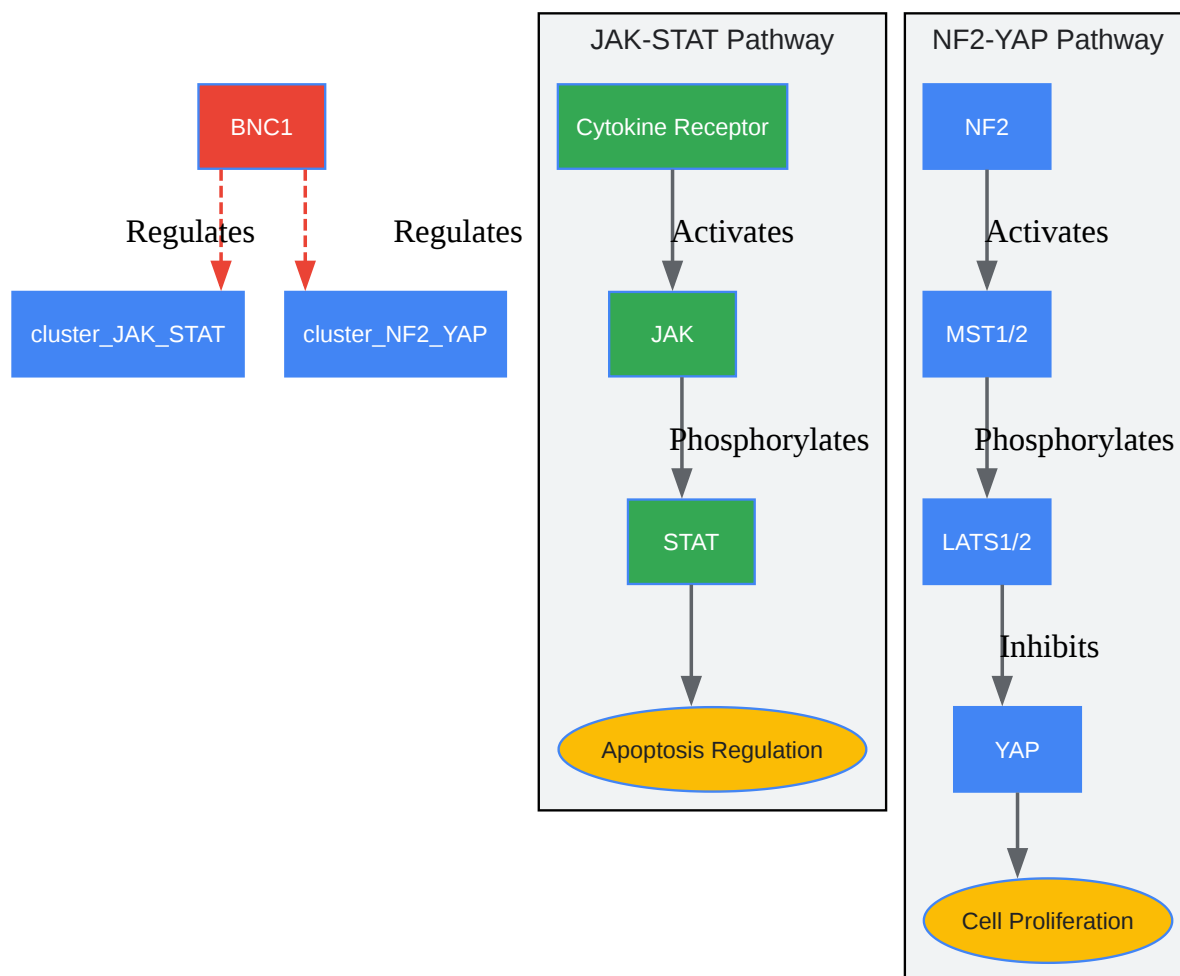 JAK-STAT Pathway
NF2-YAP Pathway
BNC1
Cytokine Receptor
NF2
Regulates
Regulates
Activates
Activates
cluster_JAK_STAT
cluster_NF2_YAP
JAK
MST1/2
Phosphorylates
Phosphorylates
STAT
LATS1/2
Inhibits
Apoptosis Regulation
YAP
Cell Proliferation